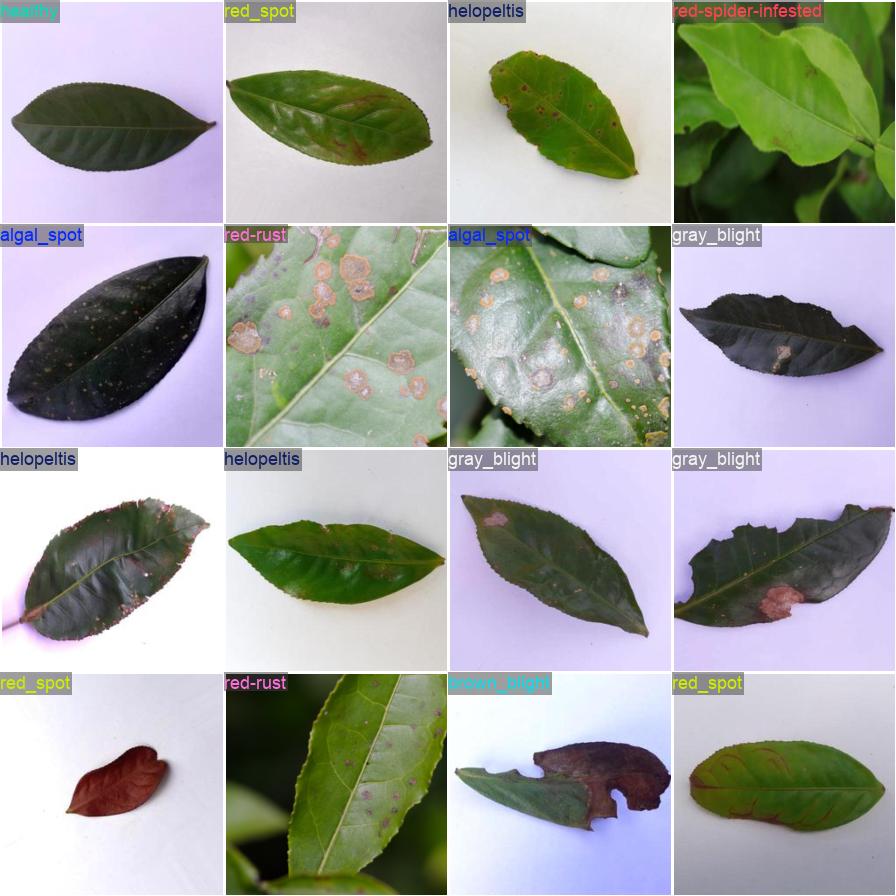 healthy
red_spot
helopeltis
red-spider-infested
algal_spot
red-rust
algal_spot
gray_blight
helopeltis
helopeltis
gray_blight
gray_blight
red_spot
red-rust
brown_blight
red_spot